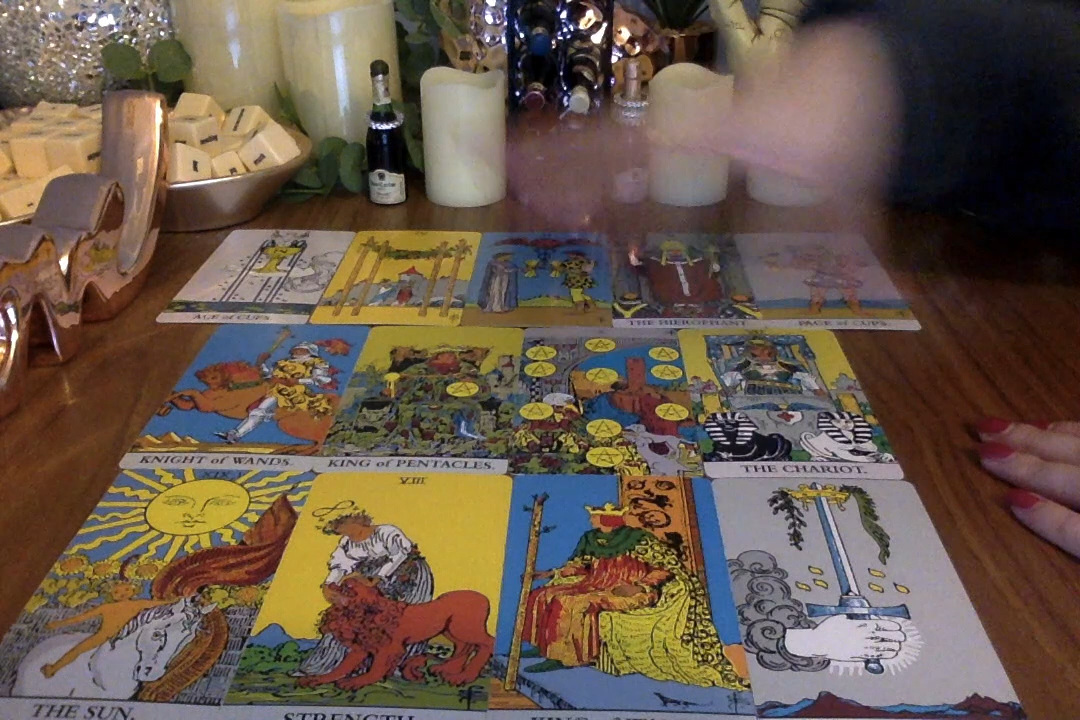 ACE of CUPS.
THE HIEROPHANT
PAGE of CUPS.
KNIGHT of WANDS.
KING of PENTACLES.
THE CHARIOT.
XIX
VIII
THE SUN.
STRENGTH